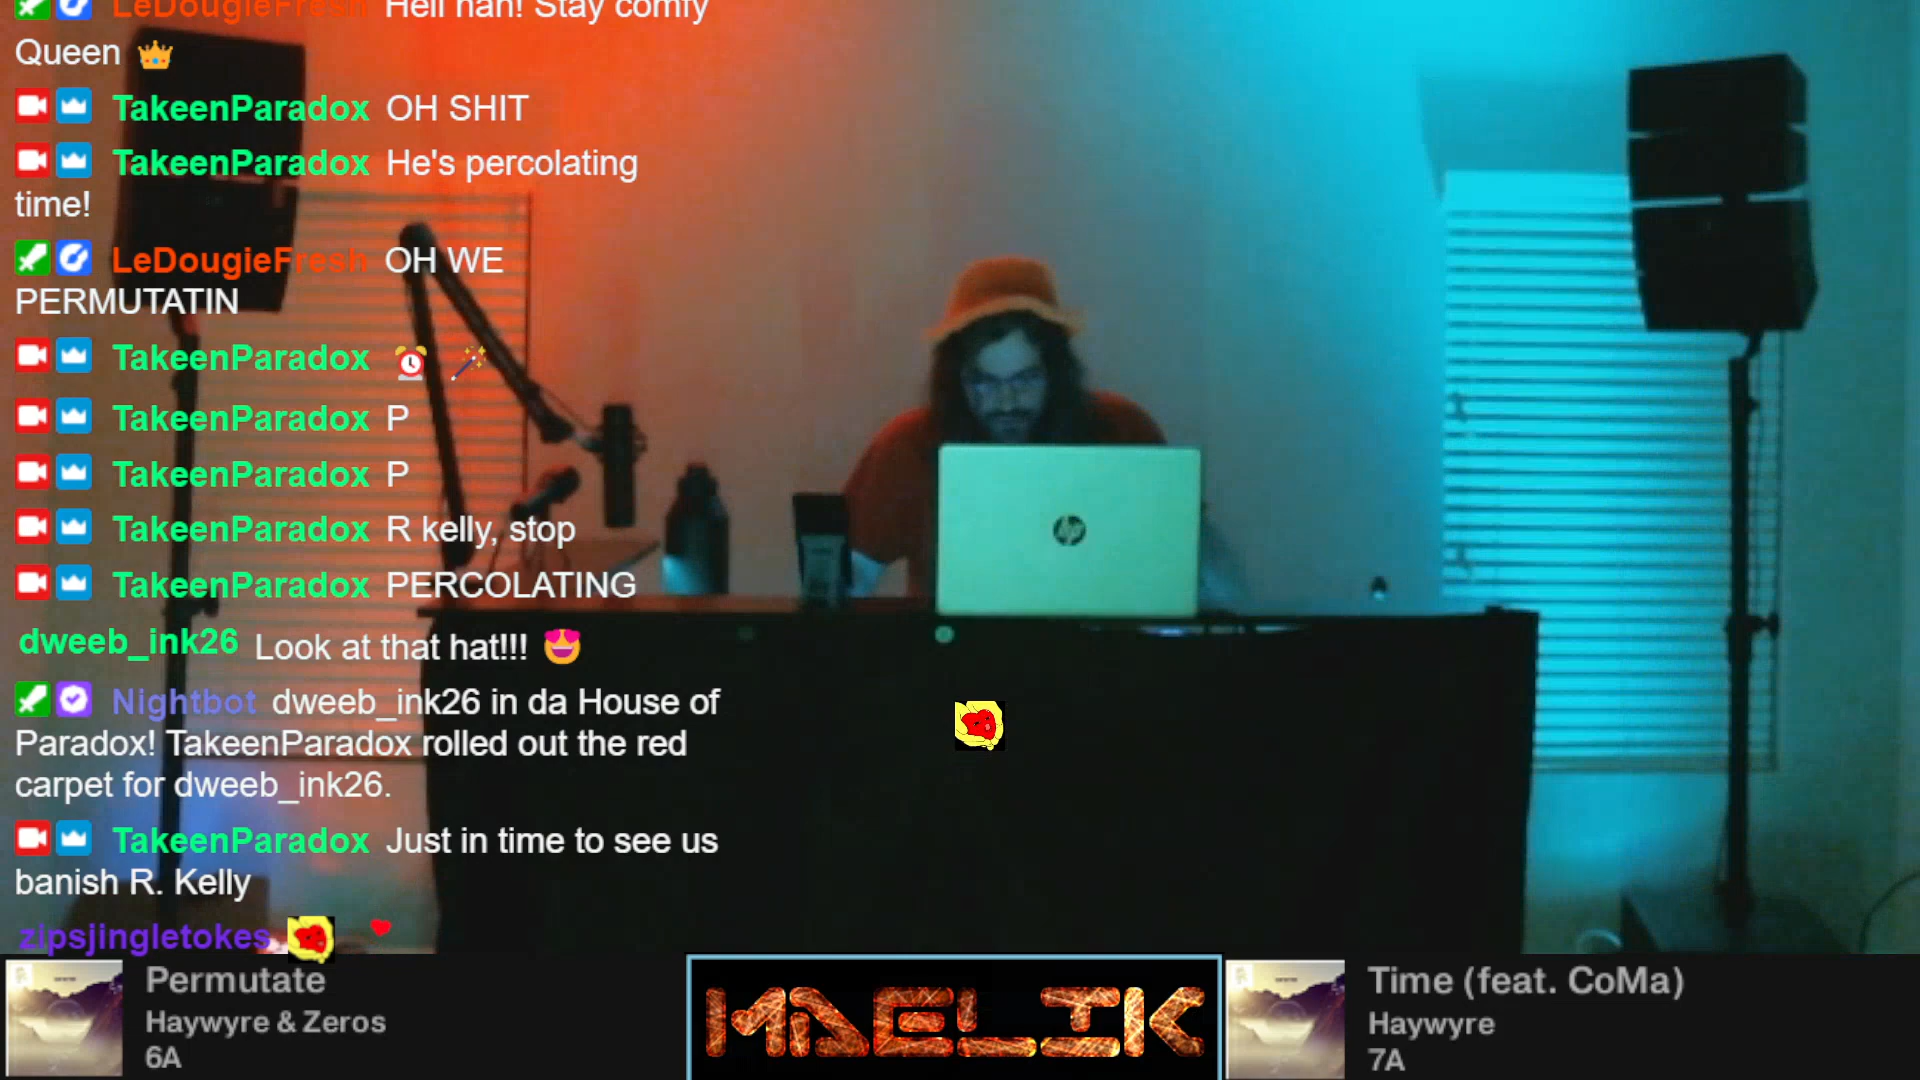 LeDougieFresh Hell nah! Stay comfy
Queen
TakeenParadox OH SHIT
TakeenParadox He's percolating
time!
LeDougieFresh OH WE
PERMUTATIN
TakeenParadox
TakeenParadox P
TakeenParadox P
TakeenParadox R kelly, stop
TakeenParadox PERCOLATING
dweeb_ink26 Look at that hat!!!
Nightbot dweeb_ink26 in da House of
Paradox! TakeenParadox rolled out the red
carpet for dweeb_ink26.
TakeenParadox Just in time to see us
banish R. Kelly
zipsjingletokes
hp
Permutate
Haywyre & Zeros
6A
MAELIK
Time (feat. CoMa)
Haywyre
7A